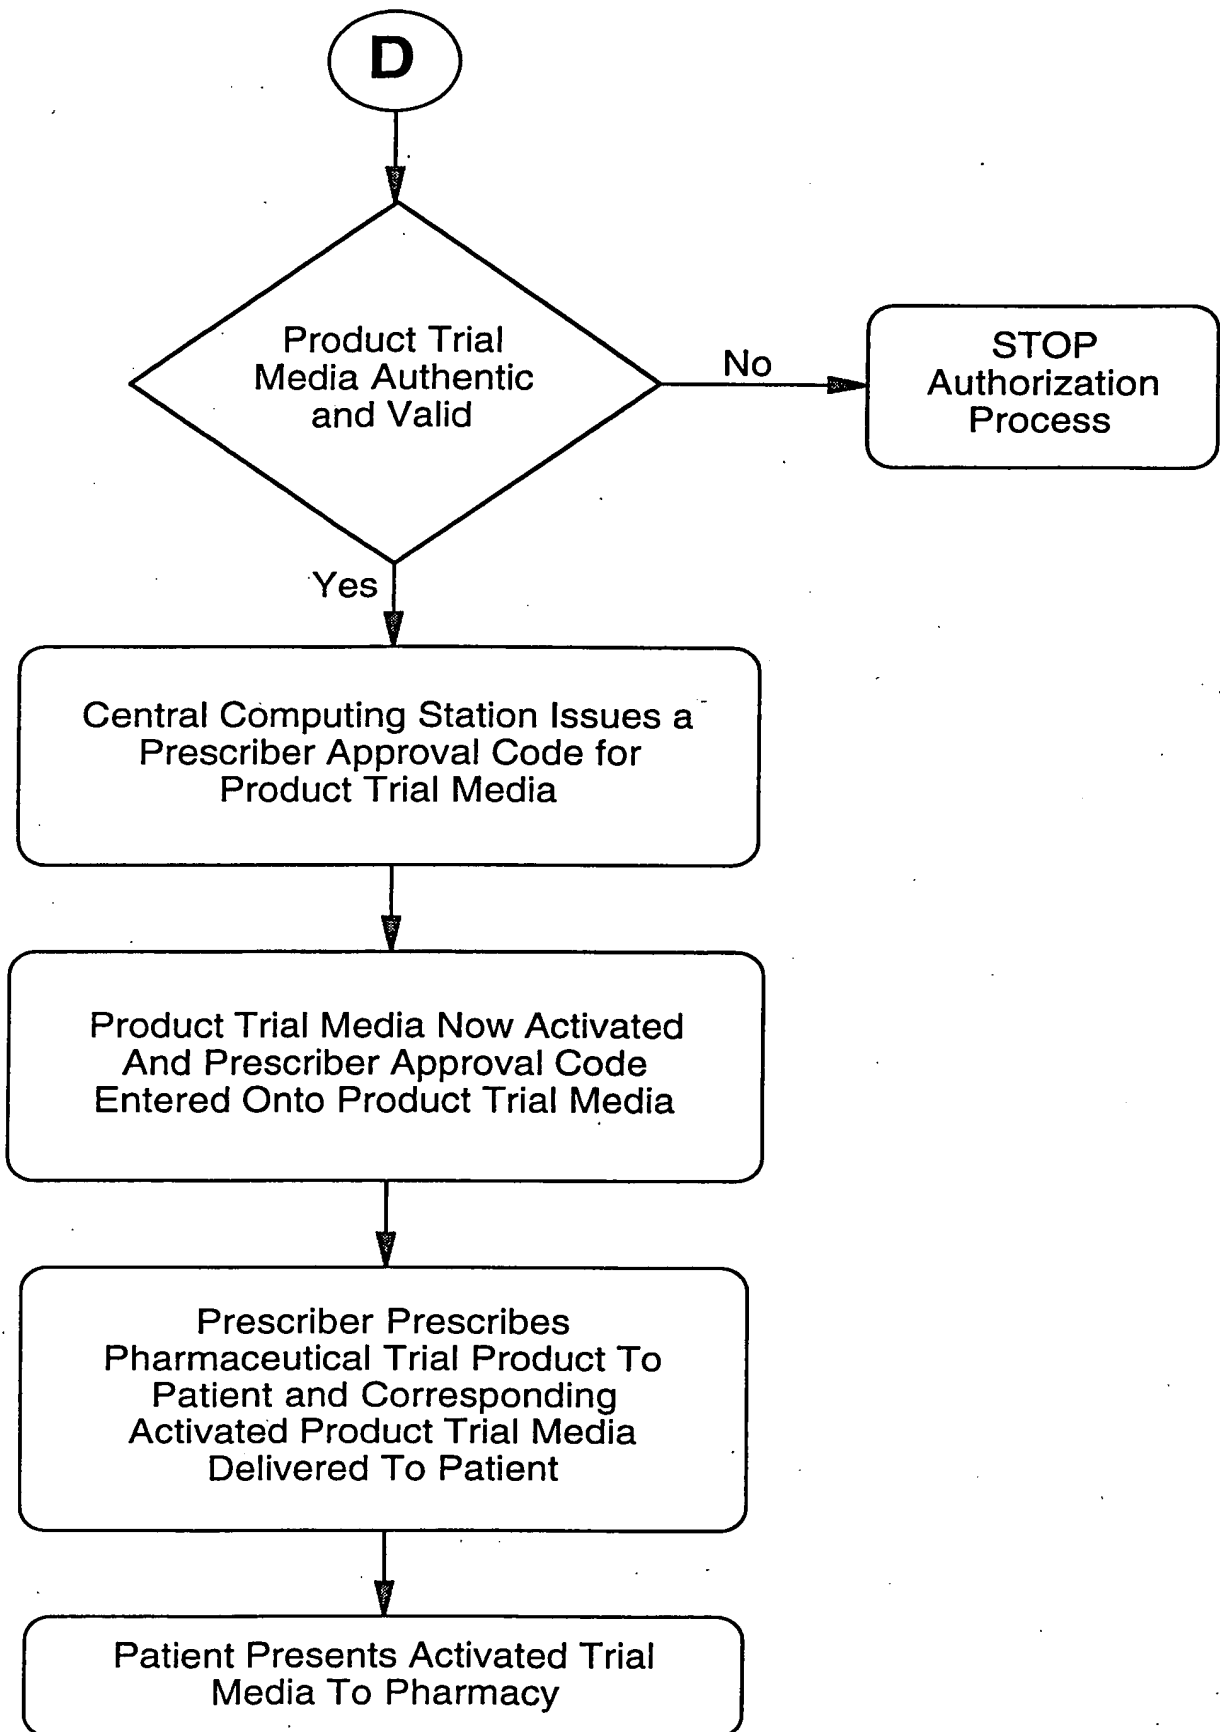 D
Product Trial
Media Authentic
and Valid
No
STOP
Authorization
Process
Yes
Central Computing Station Issues a
Prescriber Approval Code for
Product Trial Media
Product Trial Media Now Activated
And Prescriber Approval Code
Entered Onto Product Trial Media
Prescriber Prescribes
Pharmaceutical Trial Product To
Patient and Corresponding
Activated Product Trial Media
Delivered To Patient
Patient Presents Activated Trial
Media To Pharmacy